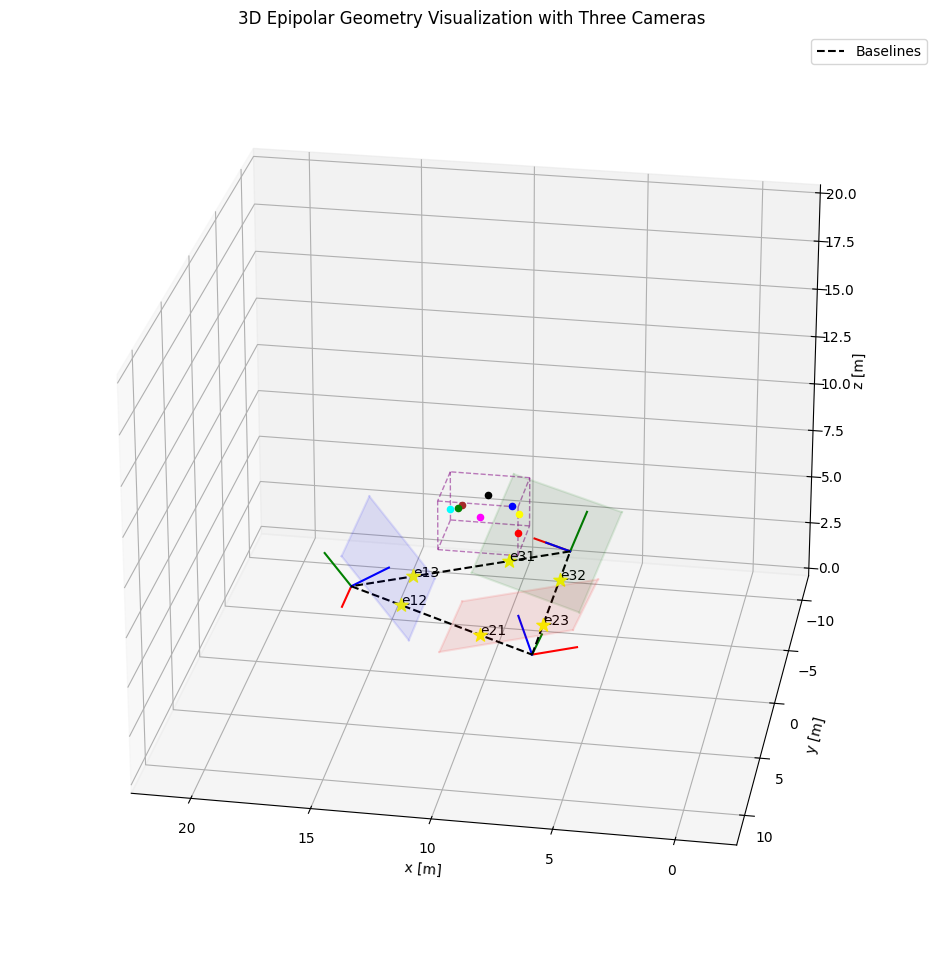 3D Epipolar Geometry Visualization with Three Cameras
Baselines
20.0
17.5
15.0
12.5
10.0
z [m]
7.5
5.0
2.5
0.0
e31
e13
e32
e12
e23
e21
−10
−5
0
y [m]
5
10
20
15
10
5
0
x [m]